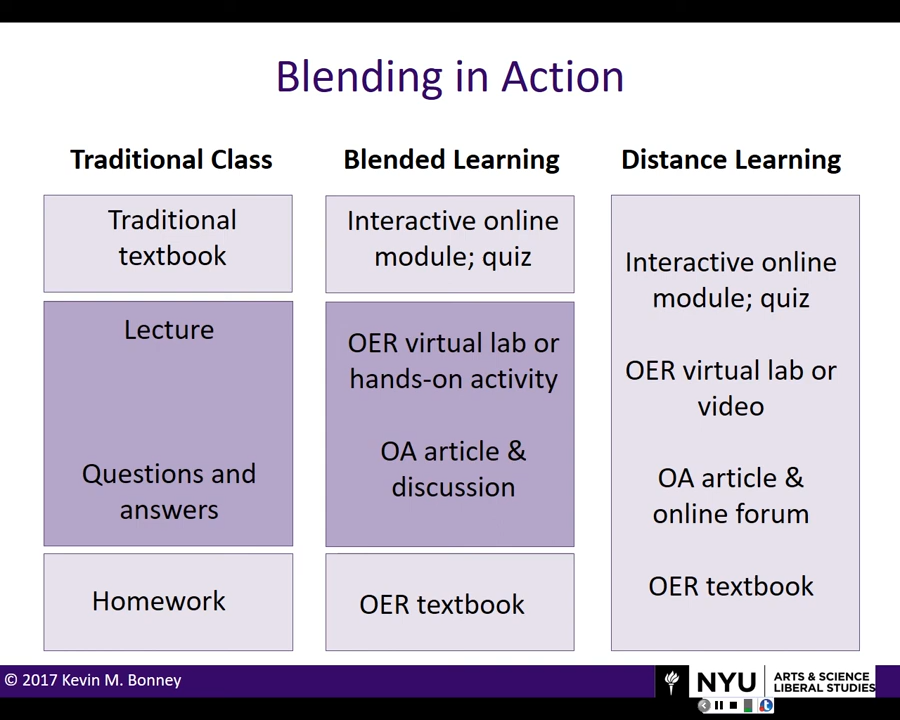 Blending in Action
Traditional Class
Traditional
textbook
Lecture
Questions and
answers
Homework
Blended Learning
Interactive online
module; quiz
OER virtual lab or
hands-on activity
OA article &
discussion
OER textbook
Distance Learning
Interactive online
module; quiz
OER virtual lab or
video
OA article &
online forum
OER textbook
© 2017 Kevin M. Bonney
NYU
ARTS & SCIENCE
LIBERAL STUDIES